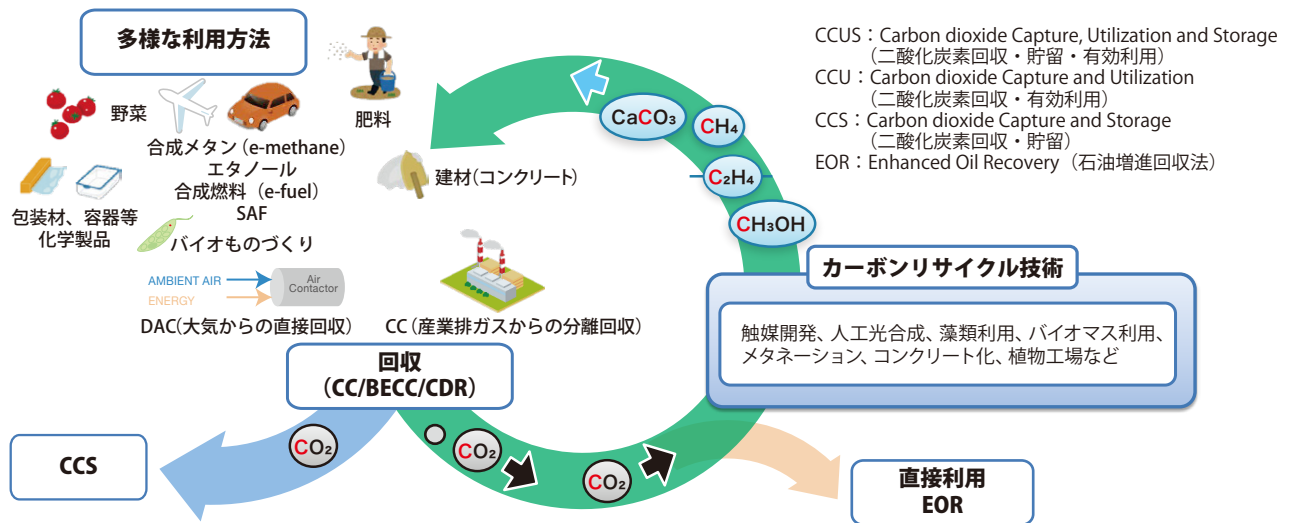 多様な利用方法
野菜
肥料
合成メタン(e-methane)
エタノール
合成燃料(e-fuel)
SAF
建材(コンクリート)
包装材、容器等
化学製品
バイオものづくり
AMBIENT AIR
ENERGY
Air
Contactor
DAC(大気からの直接回収)
CC(産業排ガスからの分離回収)
CaCO₃
CH₄
C₂H₄
CH₃OH
CCUS:Carbon dioxide Capture, Utilization and Storage
(二酸化炭素回収・貯留・有効利用)
CCU:Carbon dioxide Capture and Utilization
(二酸化炭素回収・有効利用)
CCS:Carbon dioxide Capture and Storage
(二酸化炭素回収・貯留)
EOR:Enhanced Oil Recovery(石油増進回収法)
カーボンリサイクル技術
触媒開発、人工光合成、藻類利用、バイオマス利用、
メタネーション、コンクリート化、植物工場など
回収
(CC/BECC/CDR)
CO₂
CO₂
CO₂
CCS
直接利用
EOR